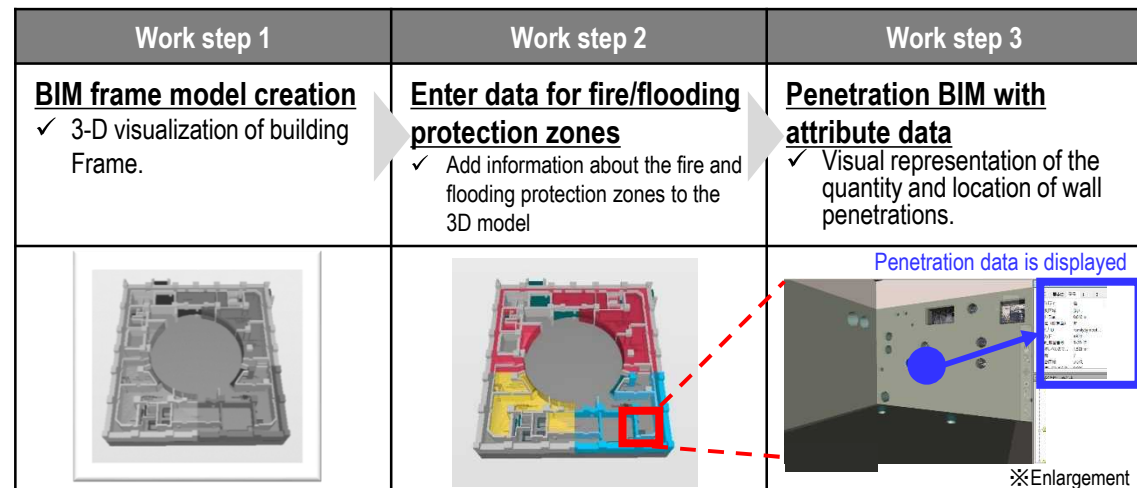 Work step 1
Work step 2
Work step 3
BIM frame model creation
✓ 3-D visualization of building
Frame.
Enter data for fire/flooding
protection zones
✓ Add information about the fire and
flooding protection zones to the
3D model
Penetration BIM with
attribute data
✓ Visual representation of the
quantity and location of wall
penetrations.
Penetration data is displayed
※Enlargement